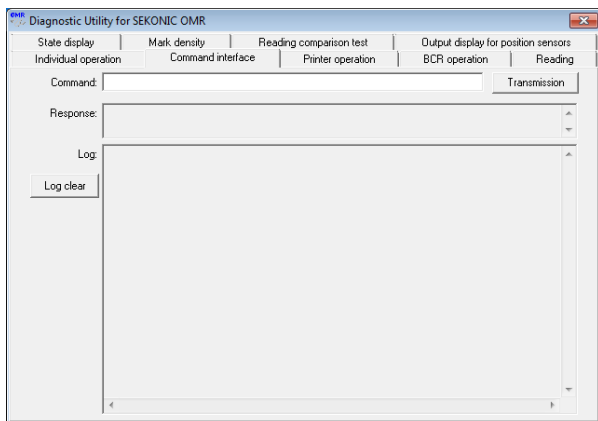 OMR Diagnostic Utility for SEKONIC OMR
State display Mark density Reading comparison test Output display for position sensors
Individual operation Command interface Printer operation BCR operation Reading
Command: Transmission
Response:
Log:
Log clear